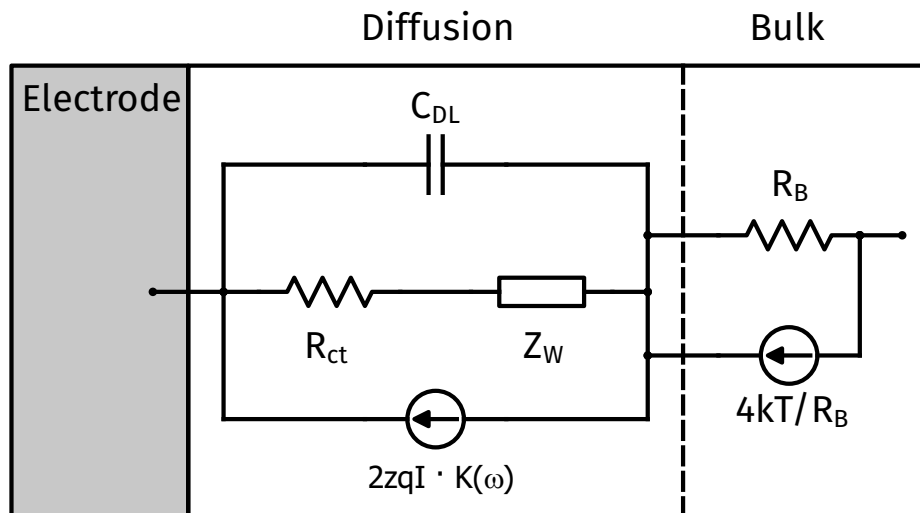 Diffusion
Bulk
Electrode
C_DL
R_B
R_ct
Z_W
4kT/R_B
2zqI · K(ω)